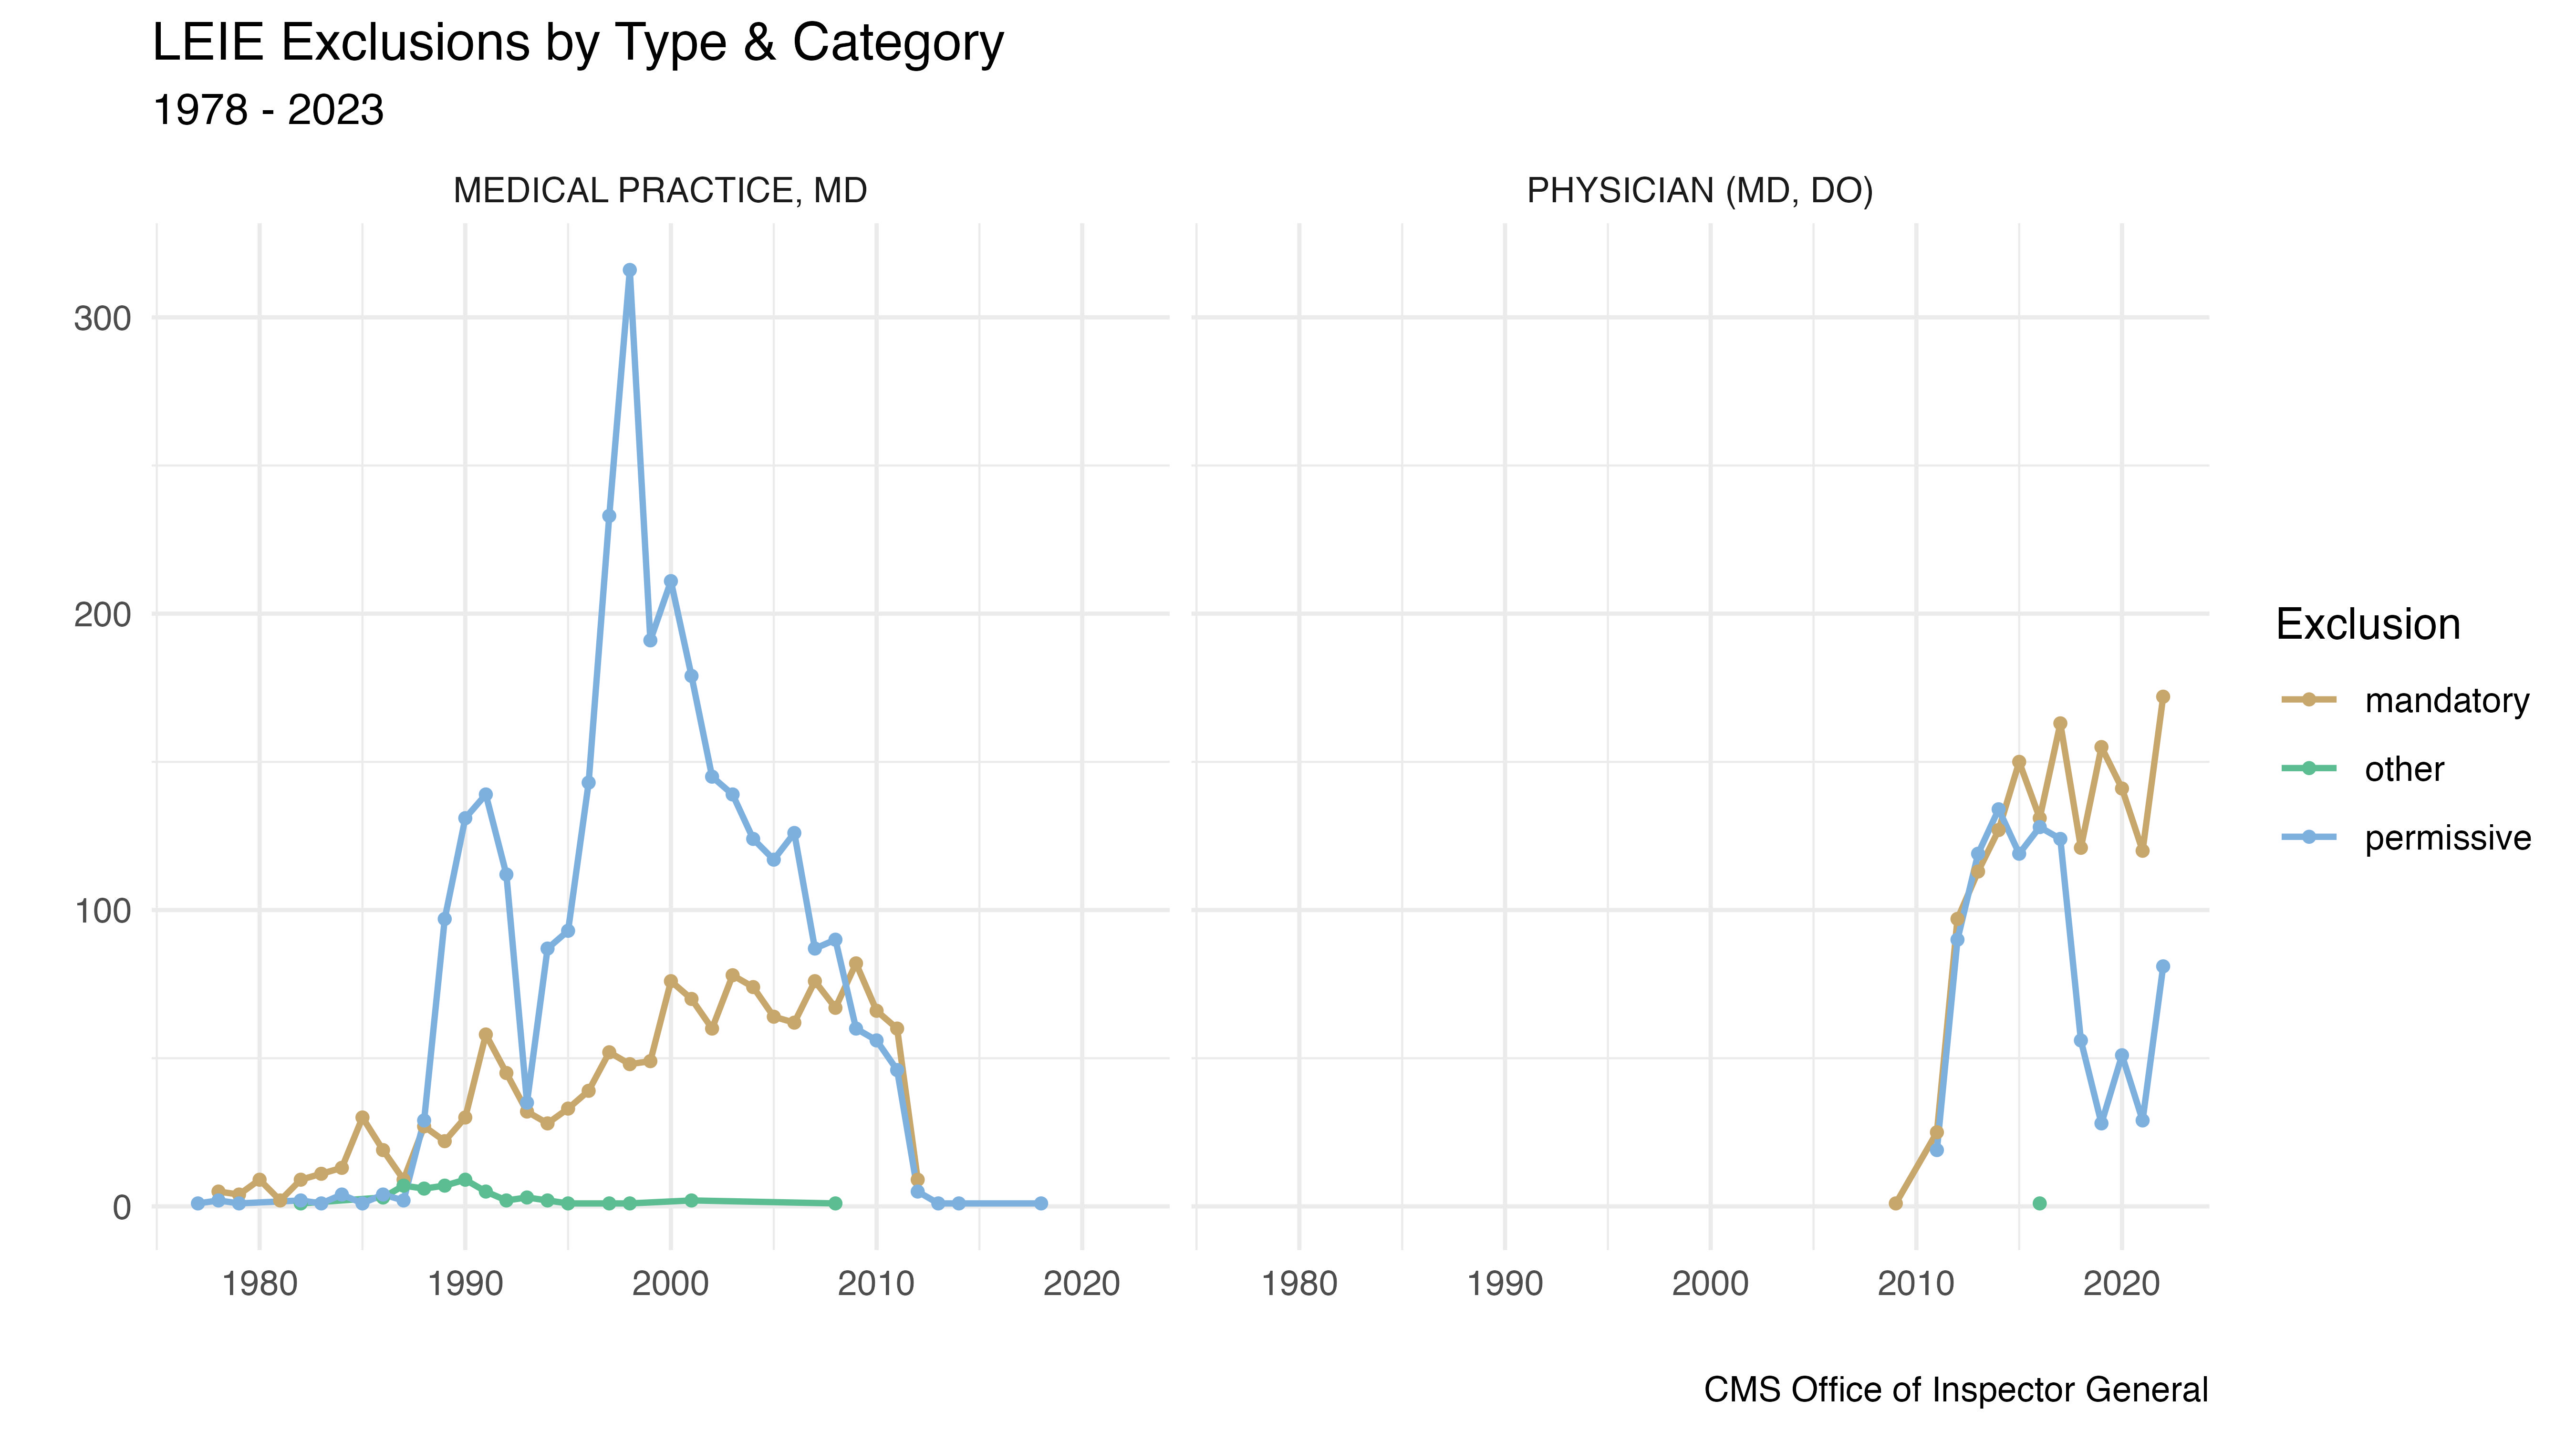 LEIE Exclusions by Type & Category
1978 - 2023
MEDICAL PRACTICE, MD
PHYSICIAN (MD, DO)
300
200
100
0
1980 1990 2000 2010 2020
1980 1990 2000 2010 2020
Exclusion
mandatory
other
permissive
CMS Office of Inspector General